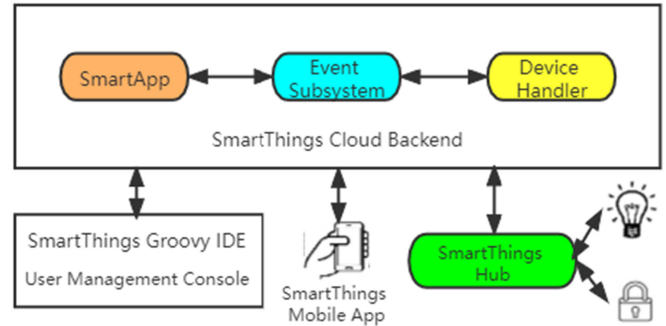 SmartApp
Event
Subsystem
Device
Handler
SmartThings Cloud Backend
SmartThings Groovy IDE
User Management Console
SmartThings
Mobile App
SmartThings
Hub